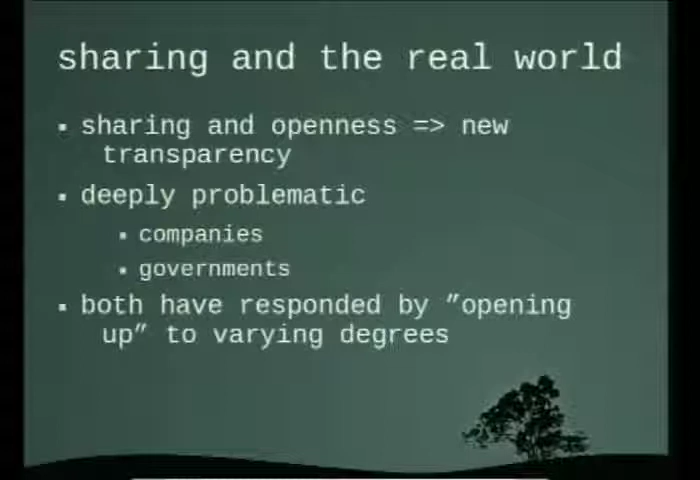 sharing and the real world
▪ sharing and openness => new
transparency
▪ deeply problematic
▪ companies
▪ governments
▪ both have responded by ”opening
up” to varying degrees